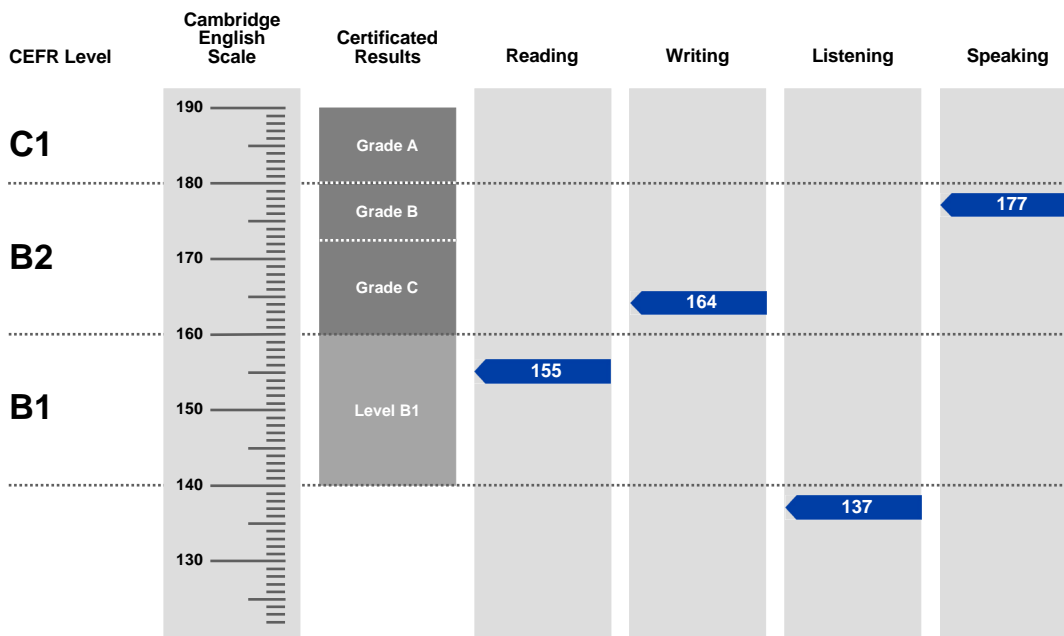 CEFR Level
Cambridge
English
Scale
Certificated
Results
Reading
Writing
Listening
Speaking
190
C1
Grade A
180
177
Grade B
B2
170
Grade C
164
160
155
B1
150
Level B1
140
137
130